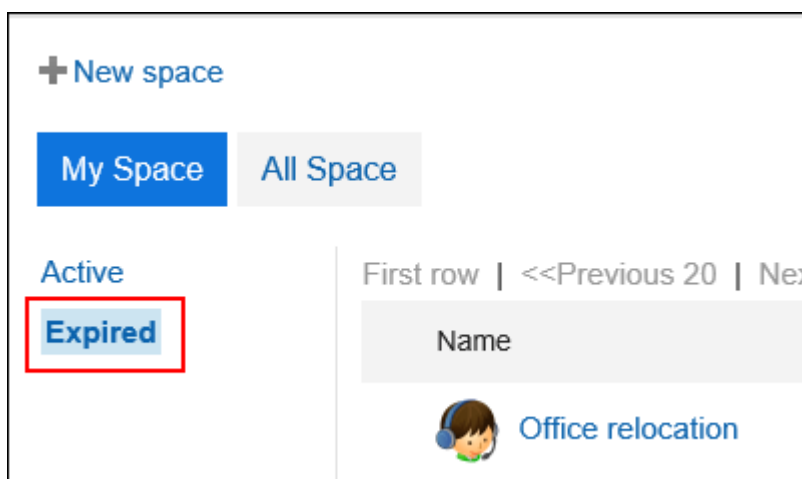 New space
My Space All Space
Active
First row | <<Previous 20 |
Expired
Name
Office relocation